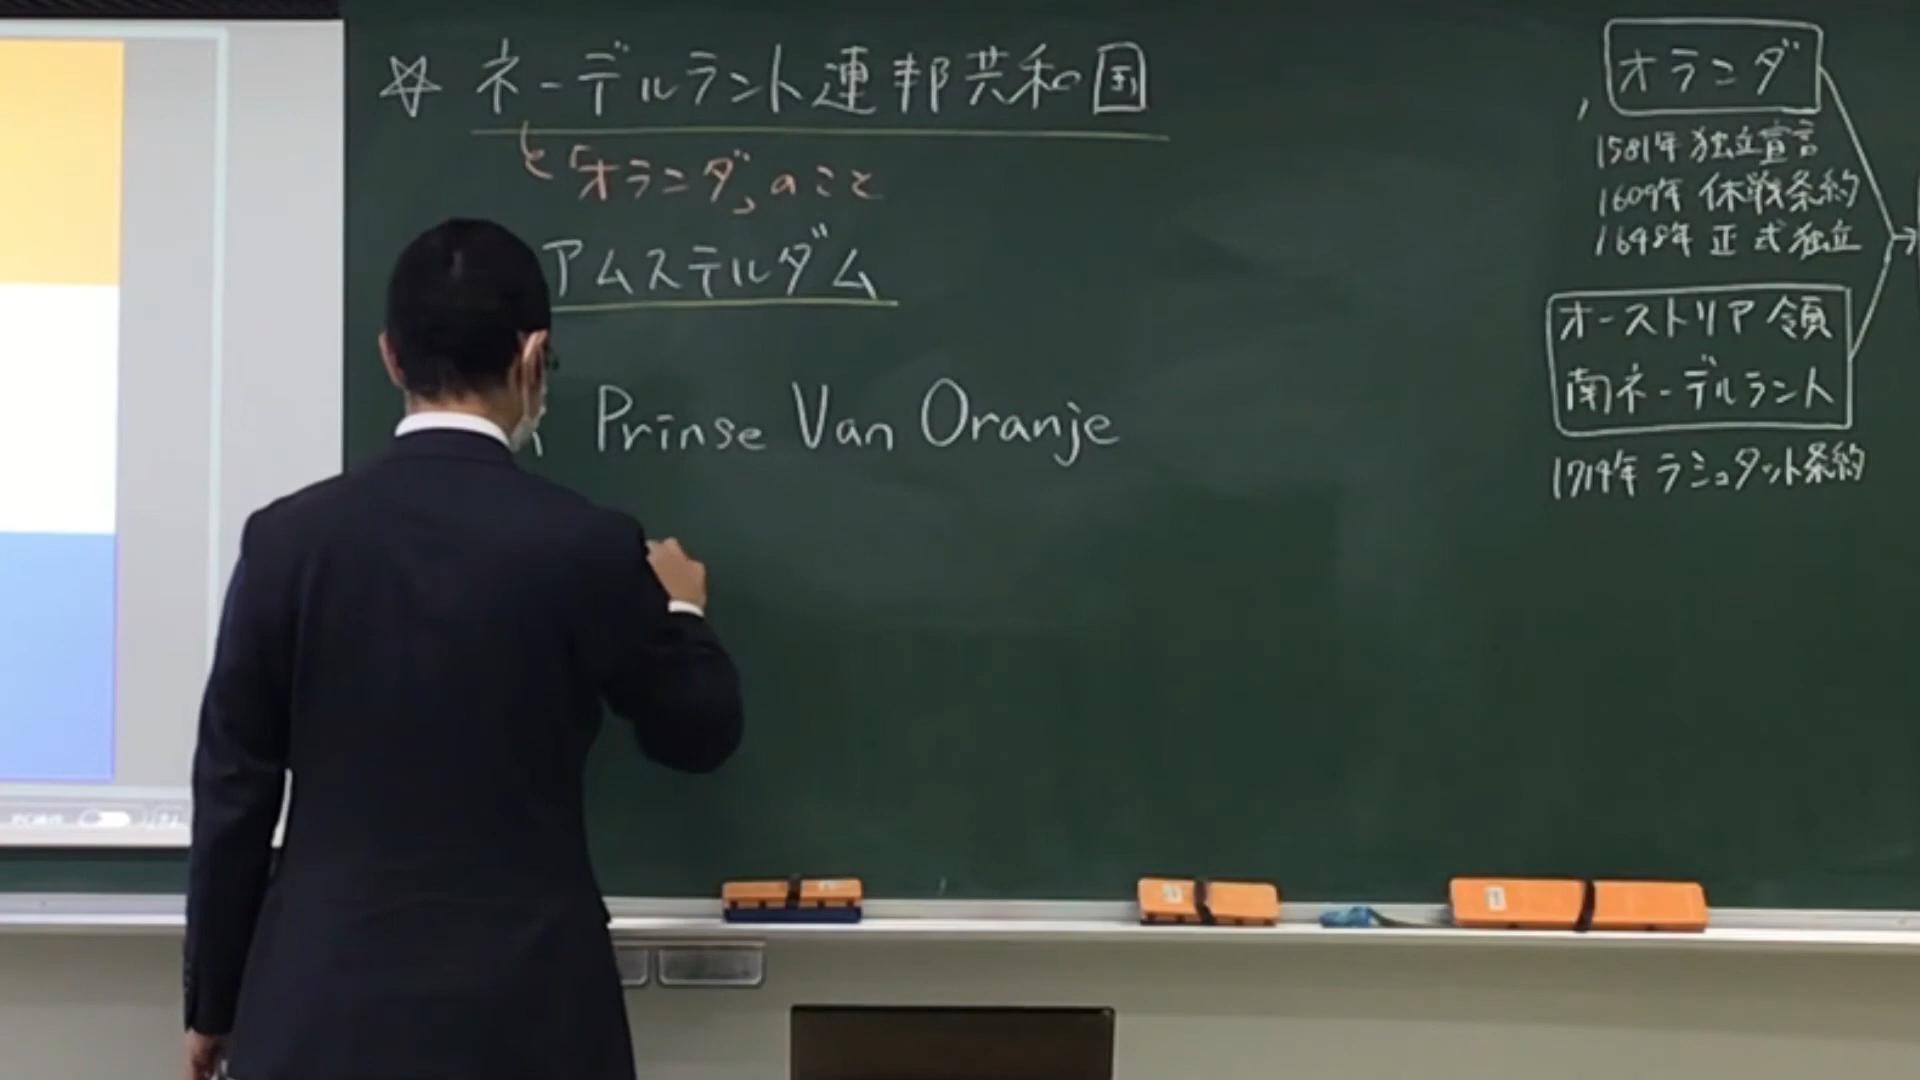 ☆ ネーデルラント連邦共和国
と「オランダ」のこと
アムステルダム
Prinse Van Oranje
オランダ
1581年 独立宣言
1609年 休戦条約
1648年 正式独立
オーストリア領
南ネーデルラント
1714年 ラシュタット条約